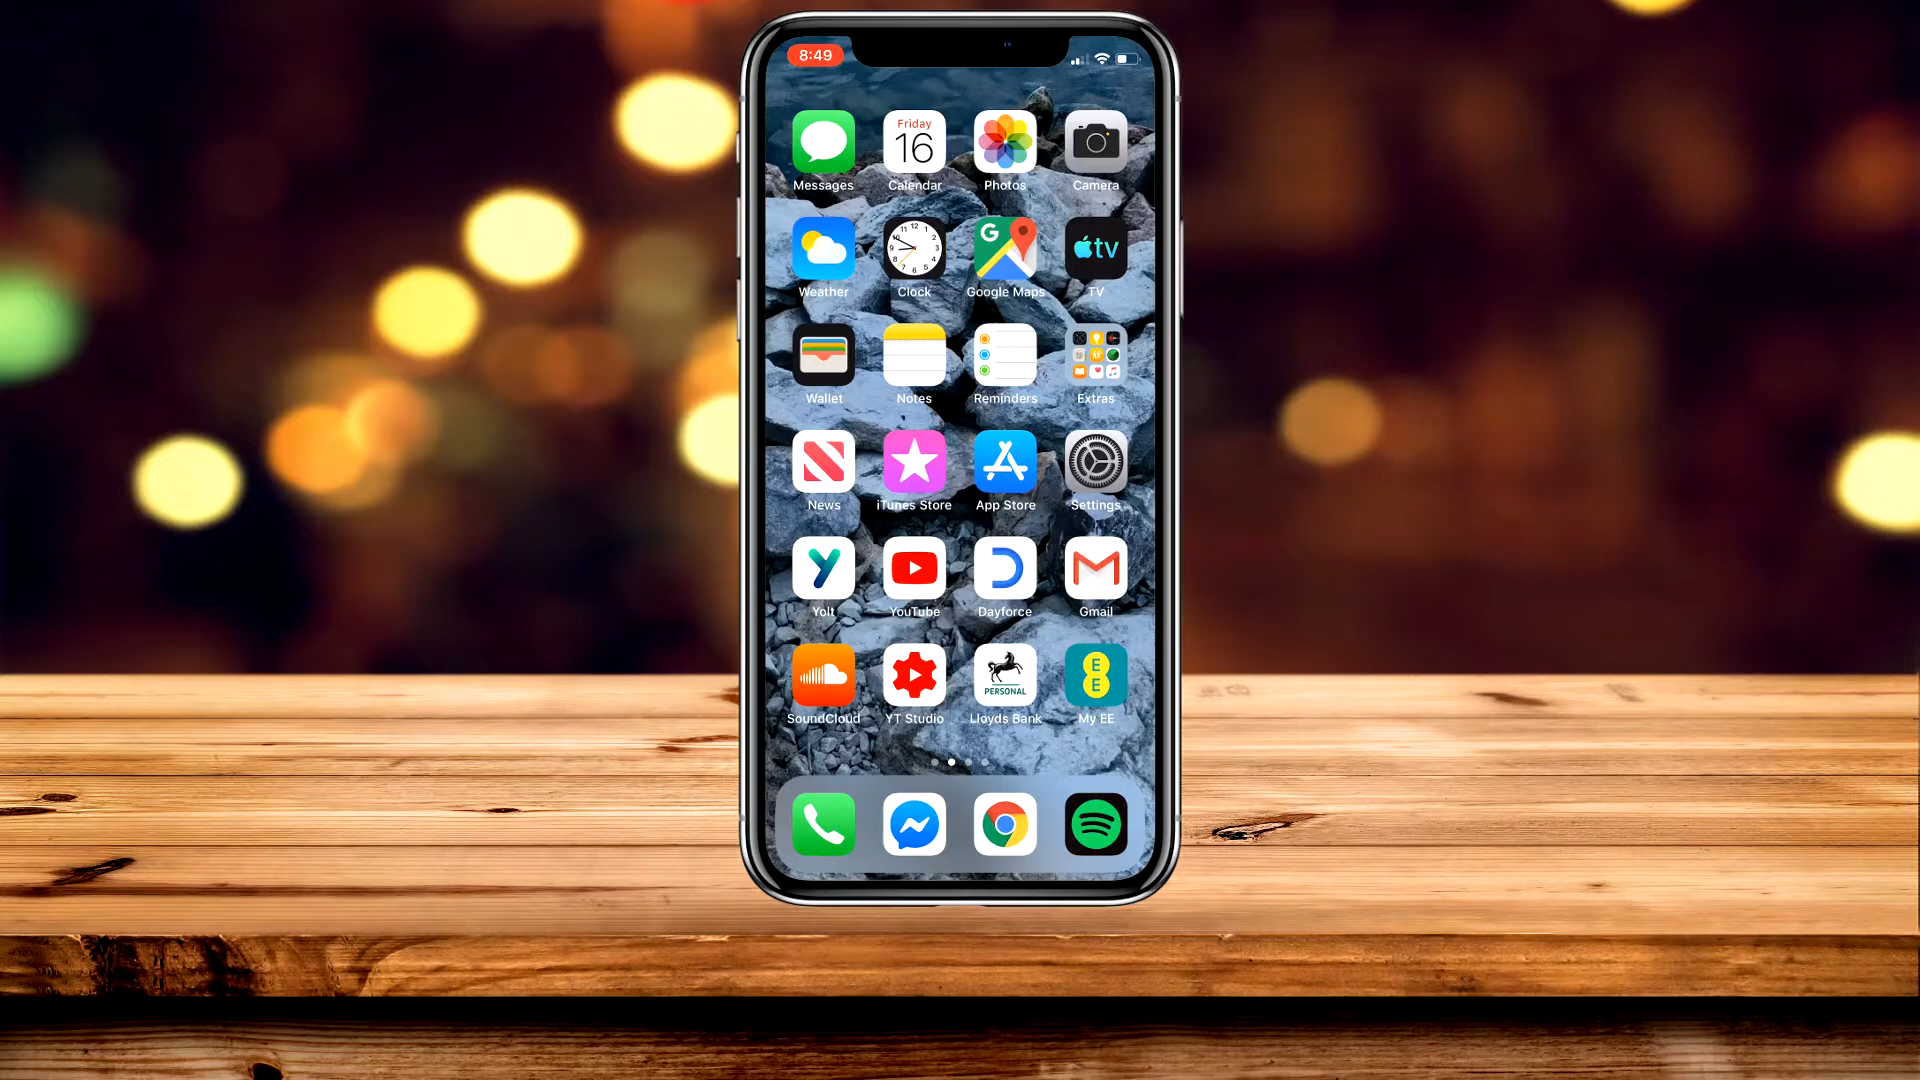 8:49
Friday
16
Messages Calendar Photos Camera
G tv
Weather Clock Google Maps TV
Wallet Notes Reminders Extras
News iTunes Store App Store Settings
Yolt YouTube Dayforce Gmail
PERSONAL
E
E
SoundCloud YT Studio Lloyds Bank My EE